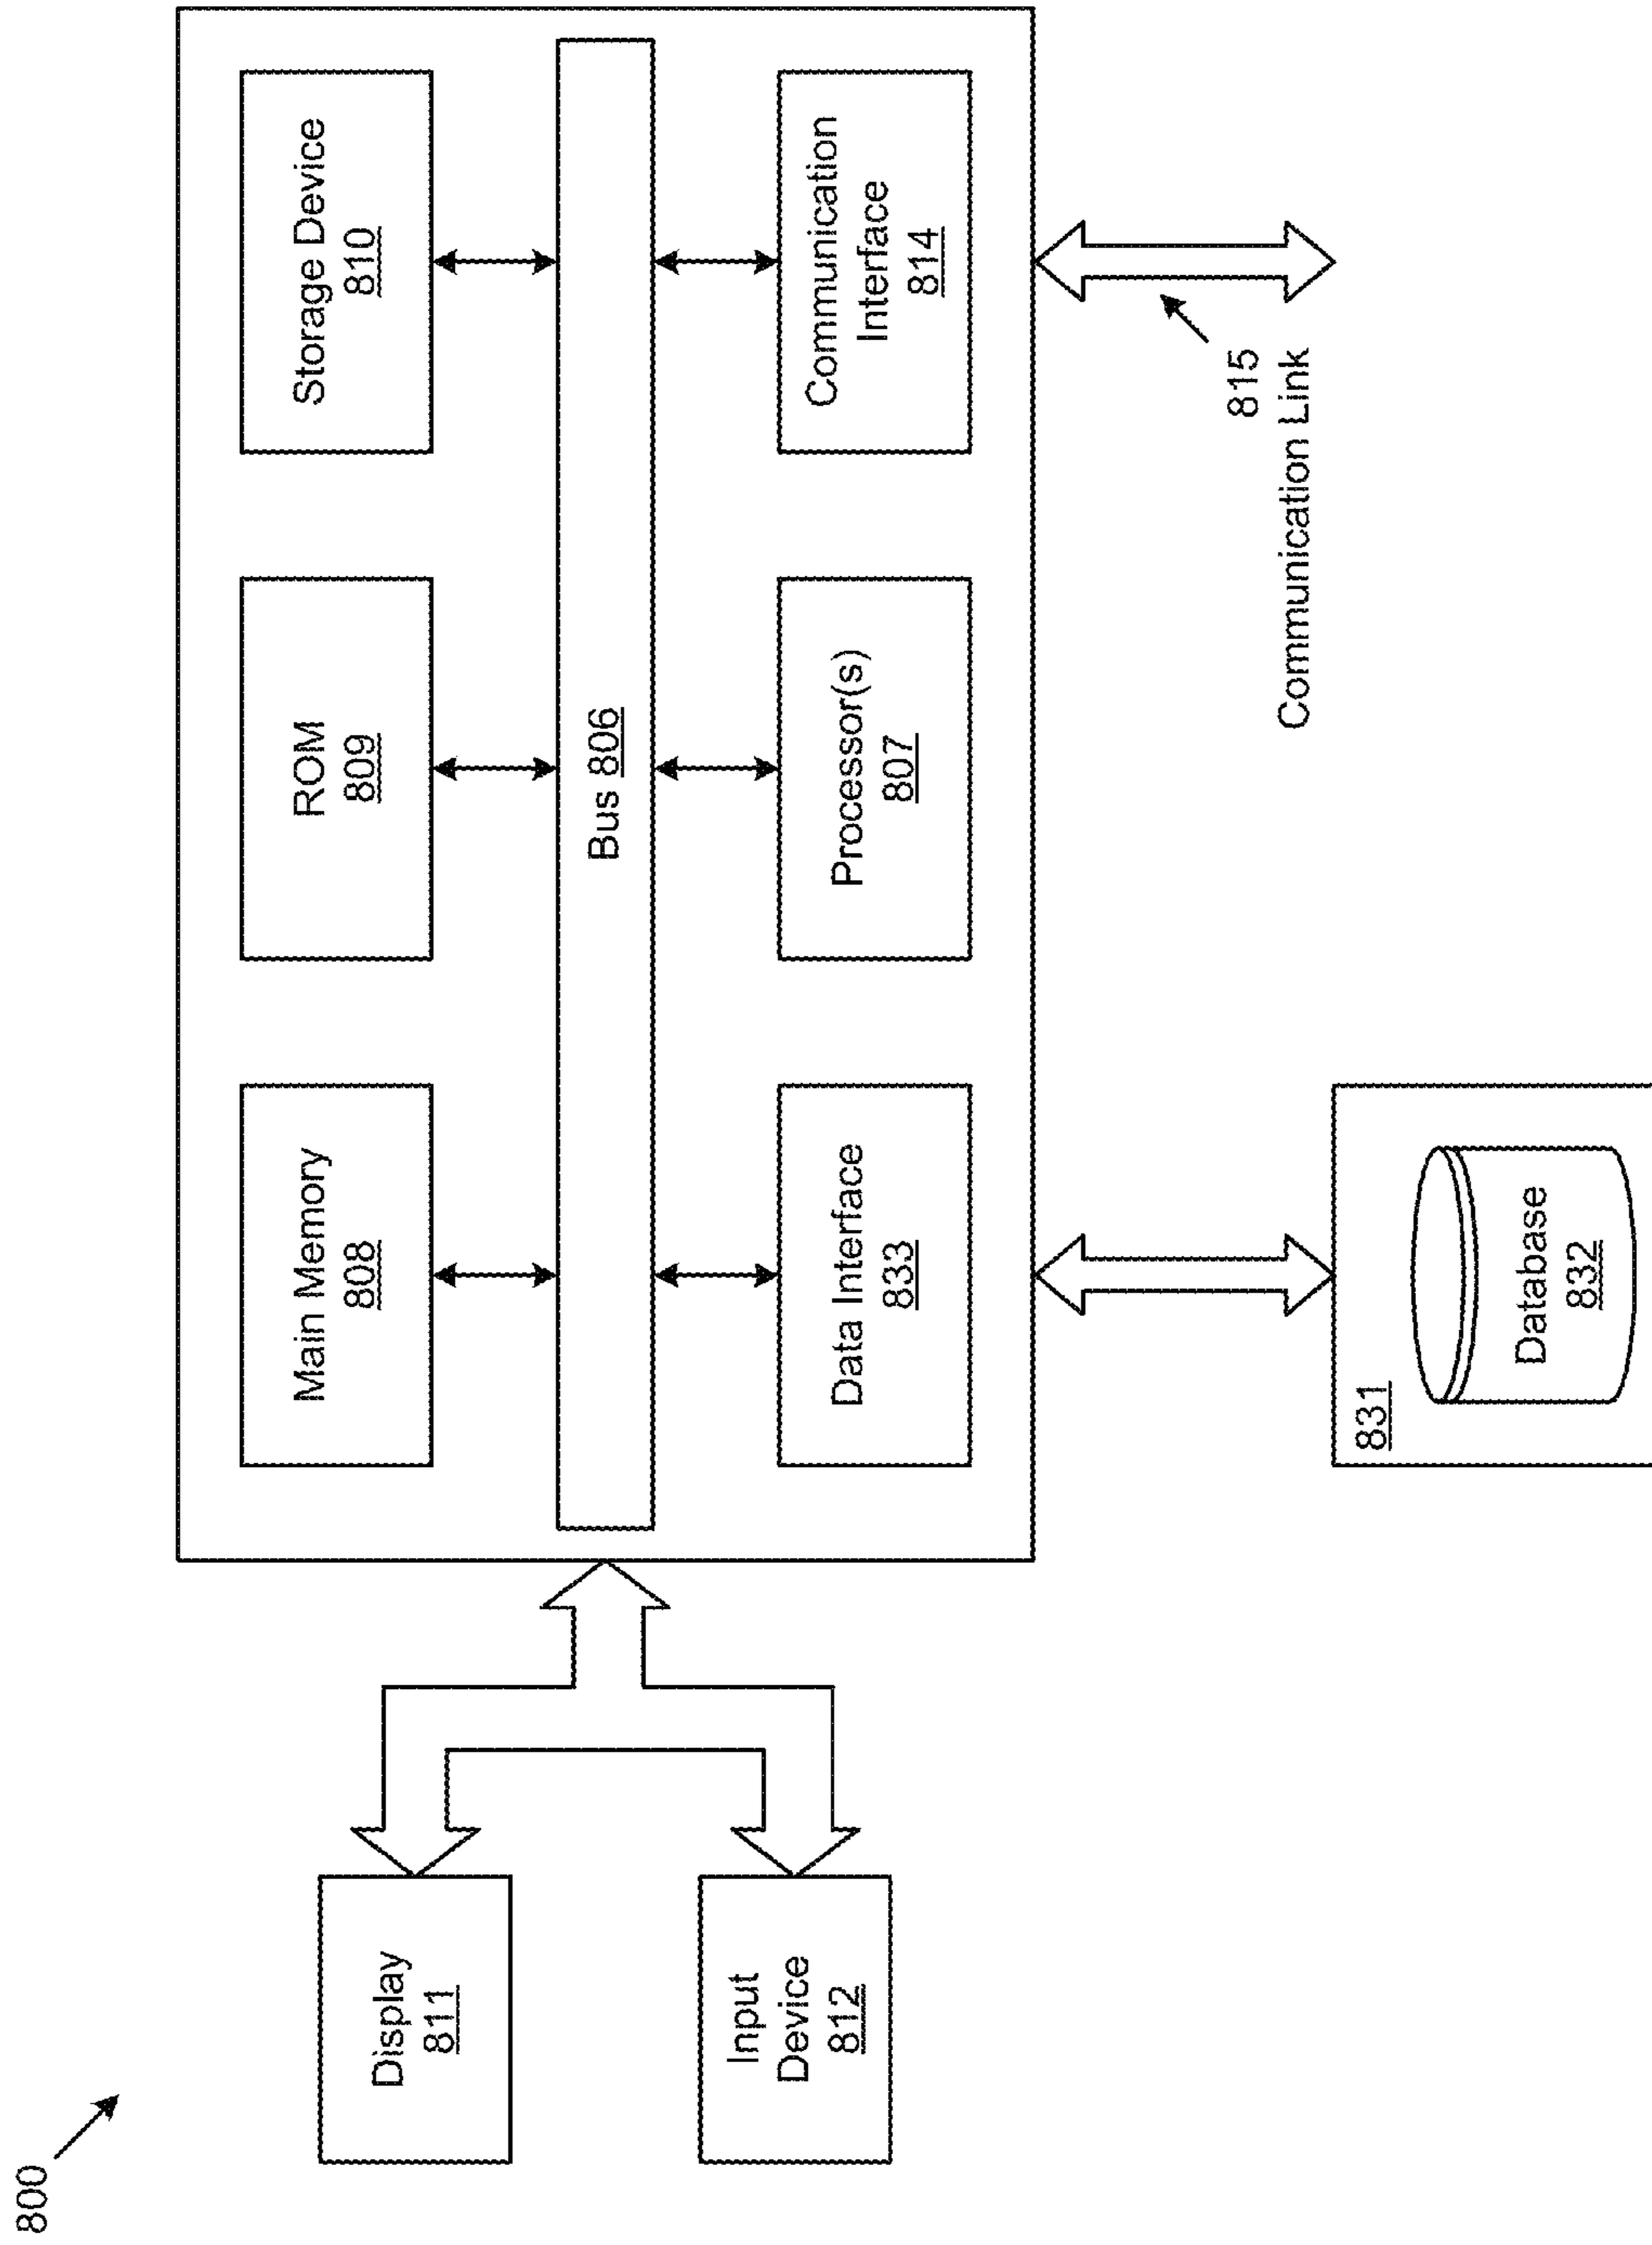 800
Display
811
Input
Device
812
Main Memory
808
ROM
809
Storage Device
810
Bus 806
Data Interface
833
Processor(s)
807
Communication
Interface
814
815
Communication Link
831
Database
832